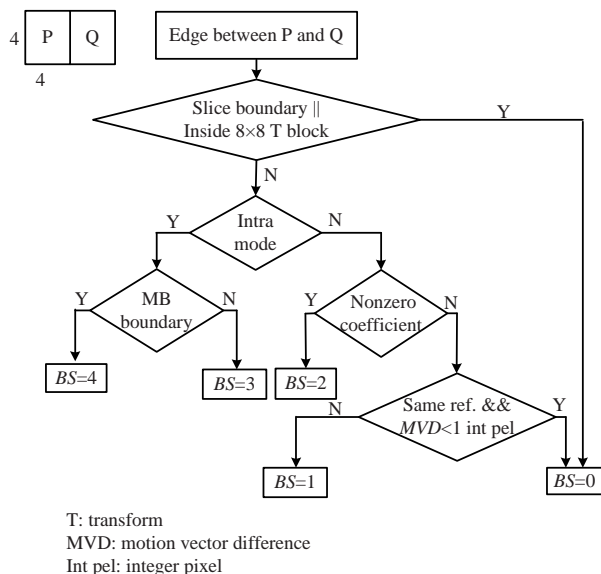 4
P
Q
4
Edge between P and Q
Slice boundary ||
Inside 8×8 T block
Y
N
Intra
mode
Y
N
MB
boundary
Y
N
Nonzero
coefficient
Y
N
BS=4
BS=3
BS=2
Same ref. &&
MVD<1 int pel
N
Y
BS=1
BS=0
T: transform
MVD: motion vector difference
Int pel: integer pixel